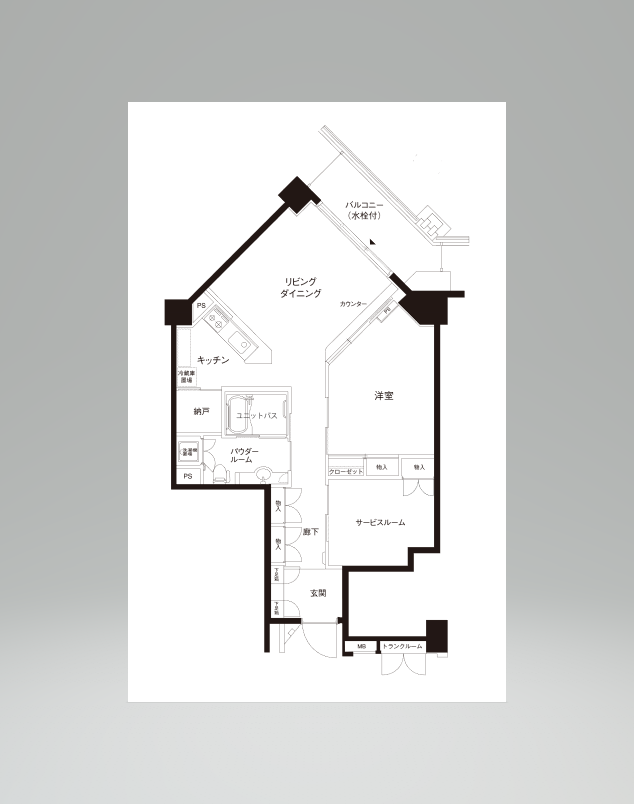 バルコニー
（水栓付）
リビング
ダイニング
カウンター
PS
PS
キッチン
冷蔵庫
置場
洋室
納戸
ユニットバス
洗濯機
置場
パウダー
ルーム
PS
クローゼット
物入
物入
物入
サービスルーム
廊下
物入
下足箱
玄関
下足箱
MB
トランクルーム